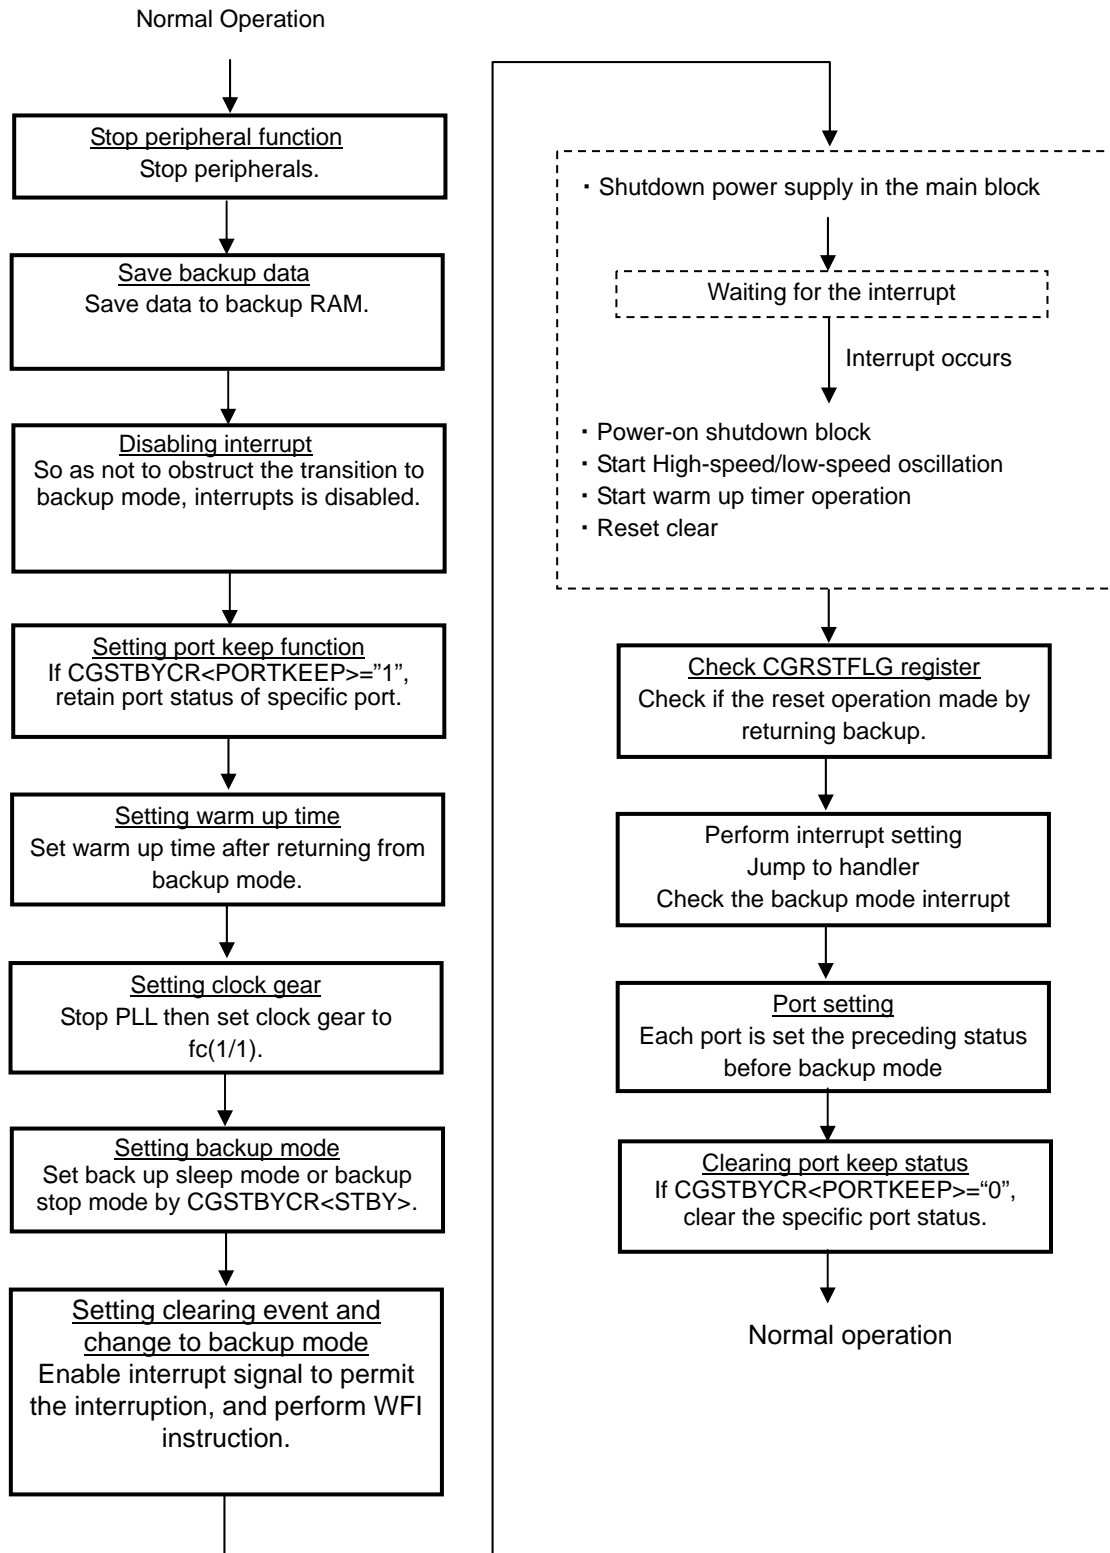 Normal Operation
Stop peripheral function
Stop peripherals.
Save backup data
Save data to backup RAM.
Disabling interrupt
So as not to obstruct the transition to
backup mode, interrupts is disabled.
Setting port keep function
If CGSTBYCR<PORTKEEP>=”1”,
retain port status of specific port.
Setting warm up time
Set warm up time after returning from
backup mode.
Setting clock gear
Stop PLL then set clock gear to
fc(1/1).
Setting backup mode
Set back up sleep mode or backup
stop mode by CGSTBYCR<STBY>.
Setting clearing event and
change to backup mode
Enable interrupt signal to permit
the interruption, and perform WFI
instruction.
・Shutdown power supply in the main block
Waiting for the interrupt
Interrupt occurs
・Power-on shutdown block
・Start High-speed/low-speed oscillation
・Start warm up timer operation
・Reset clear
Check CGRSTFLG register
Check if the reset operation made by
returning backup.
Perform interrupt setting
Jump to handler
Check the backup mode interrupt
Port setting
Each port is set the preceding status
before backup mode
Clearing port keep status
If CGSTBYCR<PORTKEEP>=“0”,
clear the specific port status.
Normal operation